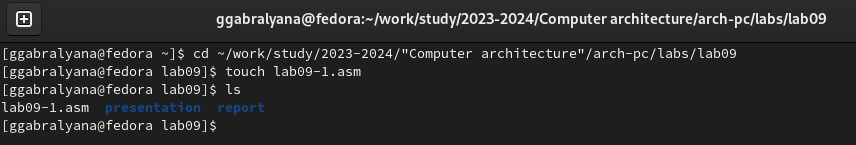 ggabralyana@fedora:~/work/study/2023-2024/Computer architecture/arch-pc/labs/lab09
[ggabralyana@fedora ~]$ cd ~/work/study/2023-2024/"Computer architecture"/arch-pc/labs/lab09
[ggabralyana@fedora lab09]$ touch lab09-1.asm
[ggabralyana@fedora lab09]$ ls
lab09-1.asm  presentation  report
[ggabralyana@fedora lab09]$